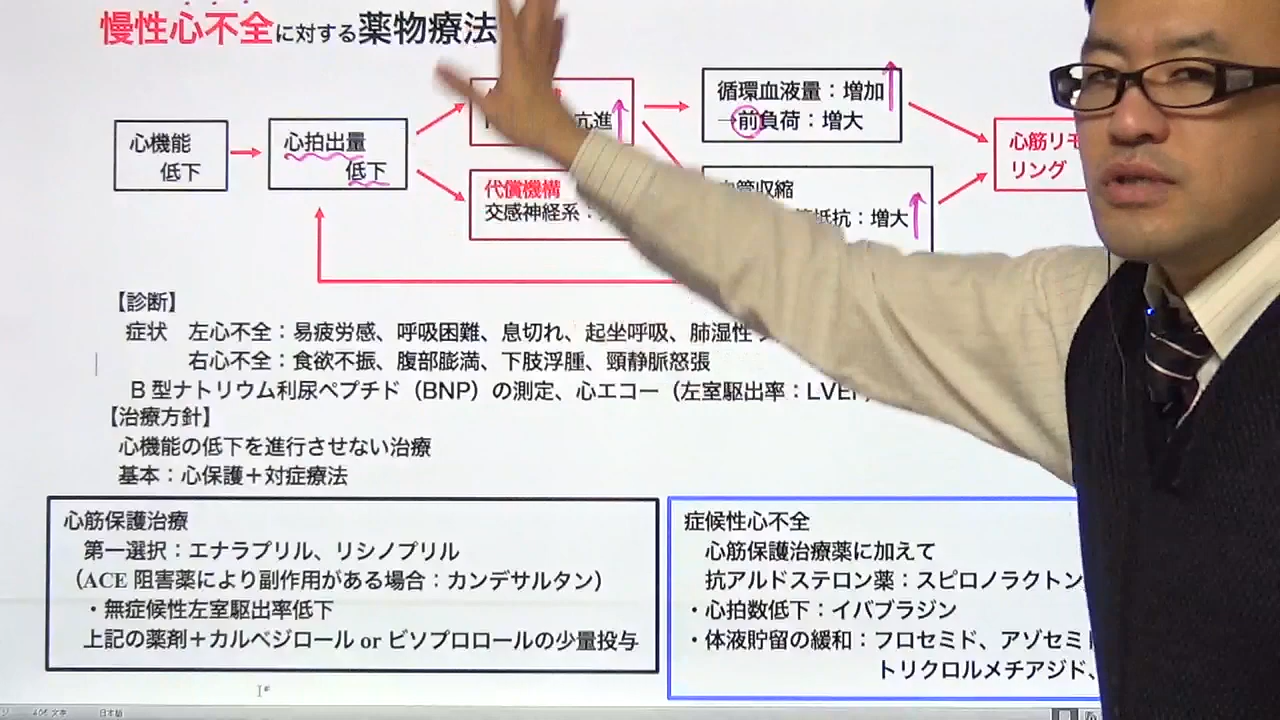 慢性心不全に対する薬物療法
心機能
低下
心拍出量
低下
亢進
代償機構
交感神経系：
循環血液量：増加
→前負荷：増大
血管収縮
抵抗：増大
心筋リモ
リング
【診断】
症状 左心不全：易疲労感、呼吸困難、息切れ、起坐呼吸、肺湿性
右心不全：食欲不振、腹部膨満、下肢浮腫、頸静脈怒張
B型ナトリウム利尿ペプチド（BNP）の測定、心エコー（左室駆出率：LVEF）
【治療方針】
心機能の低下を進行させない治療
基本：心保護＋対症療法
心筋保護治療
第一選択：エナラプリル、リシノプリル
（ACE 阻害薬により副作用がある場合：カンデサルタン）
・無症候性左室駆出率低下
上記の薬剤＋カルベジロール or ビソプロロールの少量投与
症候性心不全
心筋保護治療薬に加えて
抗アルドステロン薬：スピロノラクトン
・心拍数低下：イバブラジン
・体液貯留の緩和：フロセミド、アゾセミ
トリクロルメチアジド、
406 文字 日本語